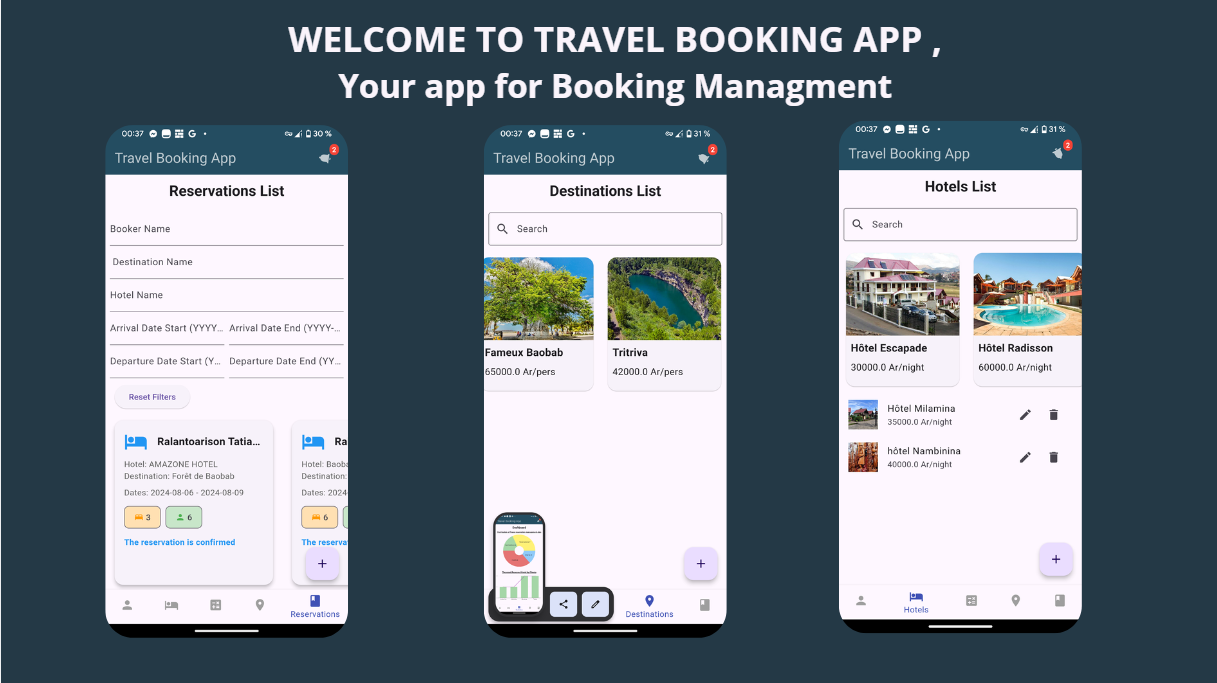 WELCOME TO TRAVEL BOOKING APP ,
Your app for Booking Managment
00:37 G • 30 %
Travel Booking App 2
Reservations List
Booker Name
Destination Name
Hotel Name
Arrival Date Start (YYYY... Arrival Date End (YYYY-...
Departure Date Start (Y... Departure Date End (YY...
Reset Filters
Ralantoarison Tatia...
Hotel: AMAZONE HOTEL
Destination: Forêt de Baobab
Dates: 2024-08-06 - 2024-08-09
3 6
The reservation is confirmed
Ra
Hotel: Baoba
Destination:
Dates: 2024-
6
The reserva
+
Reservations
00:37 G • 31 %
Travel Booking App 2
Destinations List
Search
Fameux Baobab
65000.0 Ar/pers
Tritriva
42000.0 Ar/pers
+
Destinations
00:37 G • 31 %
Travel Booking App 2
Hotels List
Search
Hôtel Escapade
30000.0 Ar/night
Hôtel Radisson
60000.0 Ar/night
Hôtel Milamina
35000.0 Ar/night
hôtel Nambinina
40000.0 Ar/night
+
Hotels